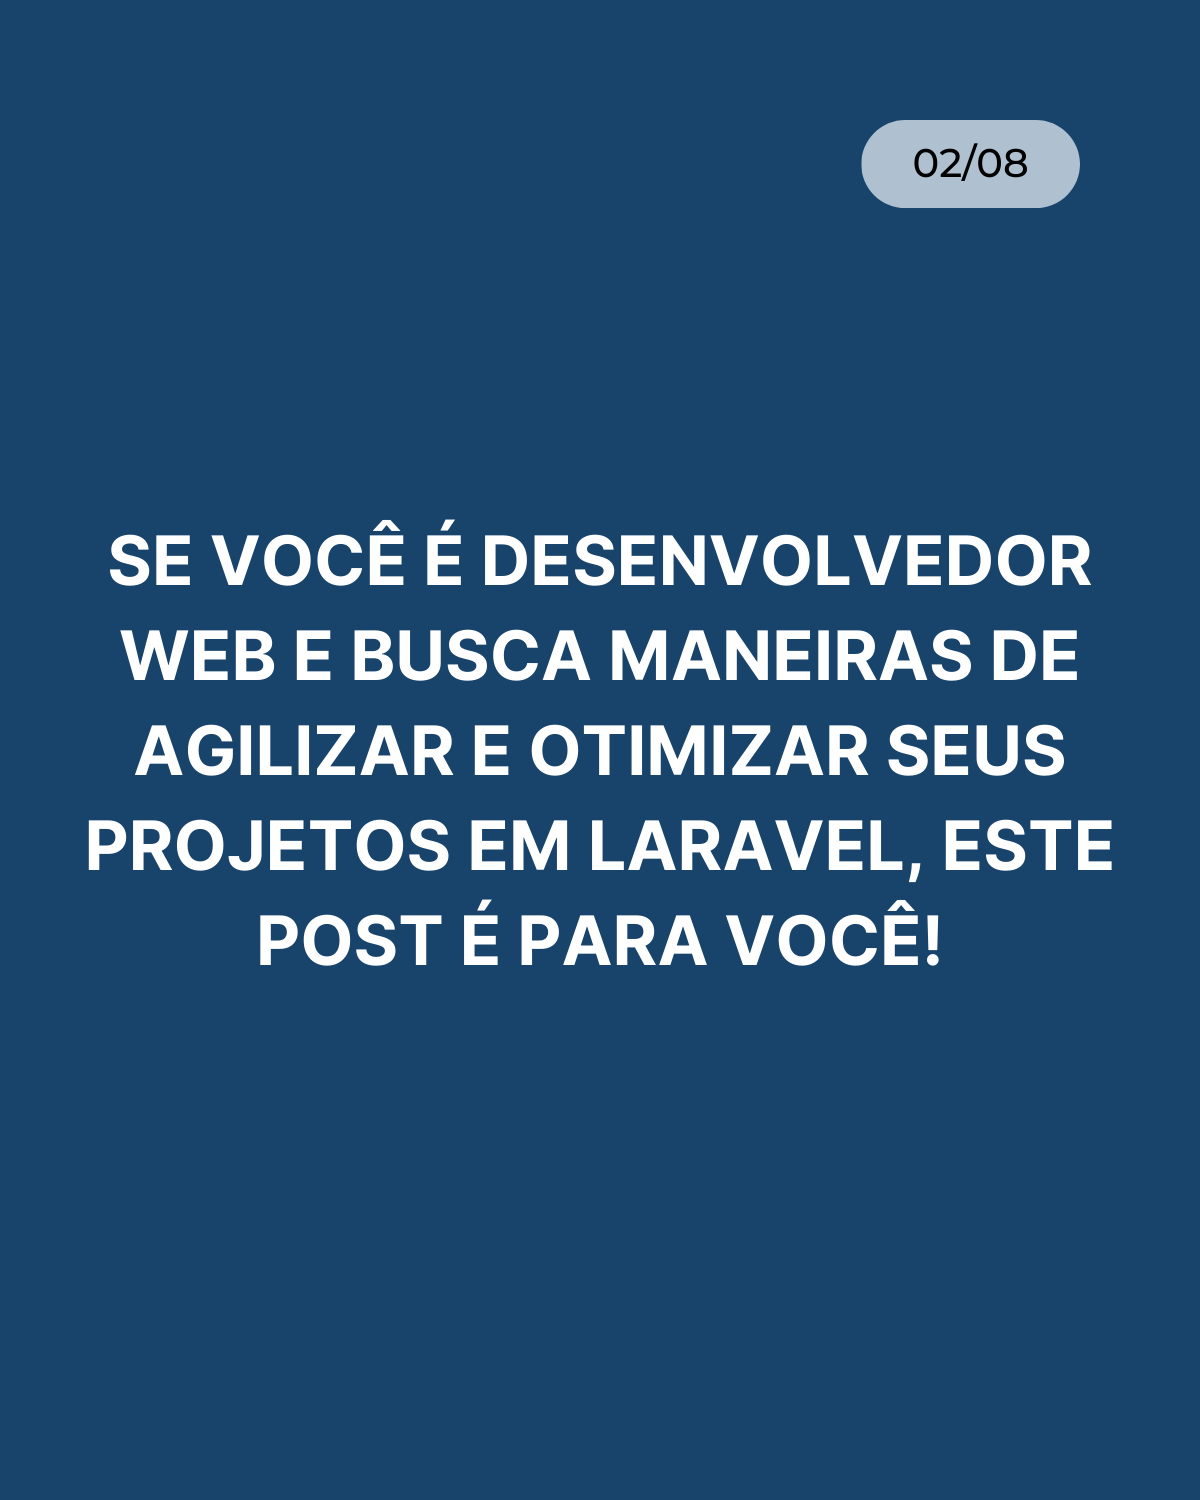 02/08
SE VOCÊ É DESENVOLVEDOR
WEB E BUSCA MANEIRAS DE
AGILIZAR E OTIMIZAR SEUS
PROJETOS EM LARAVEL, ESTE
POST É PARA VOCÊ!